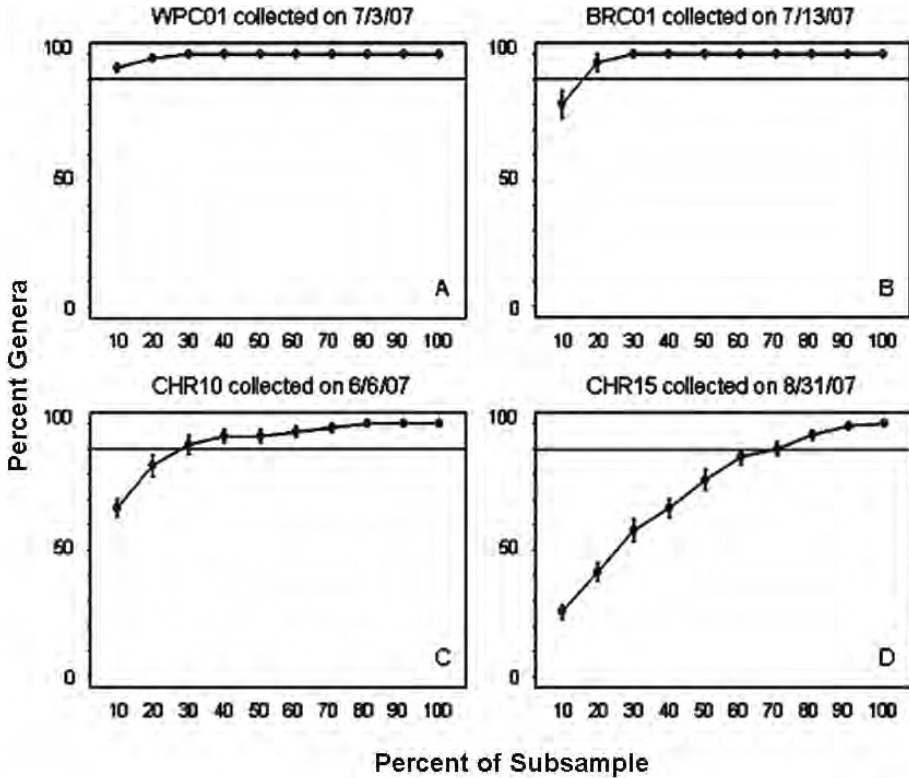 WPC01 collected on 7/3/07
BRC01 collected on 7/13/07
100
50
0
A
10 20 30 40 50 60 70 80 90 100
100
50
0
B
10 20 30 40 50 60 70 80 90 100
CHR10 collected on 6/6/07
CHR15 collected on 8/31/07
100
50
0
C
10 20 30 40 50 60 70 80 90 100
100
50
0
D
10 20 30 40 50 60 70 80 90 100
Percent Genera
Percent of Subsample